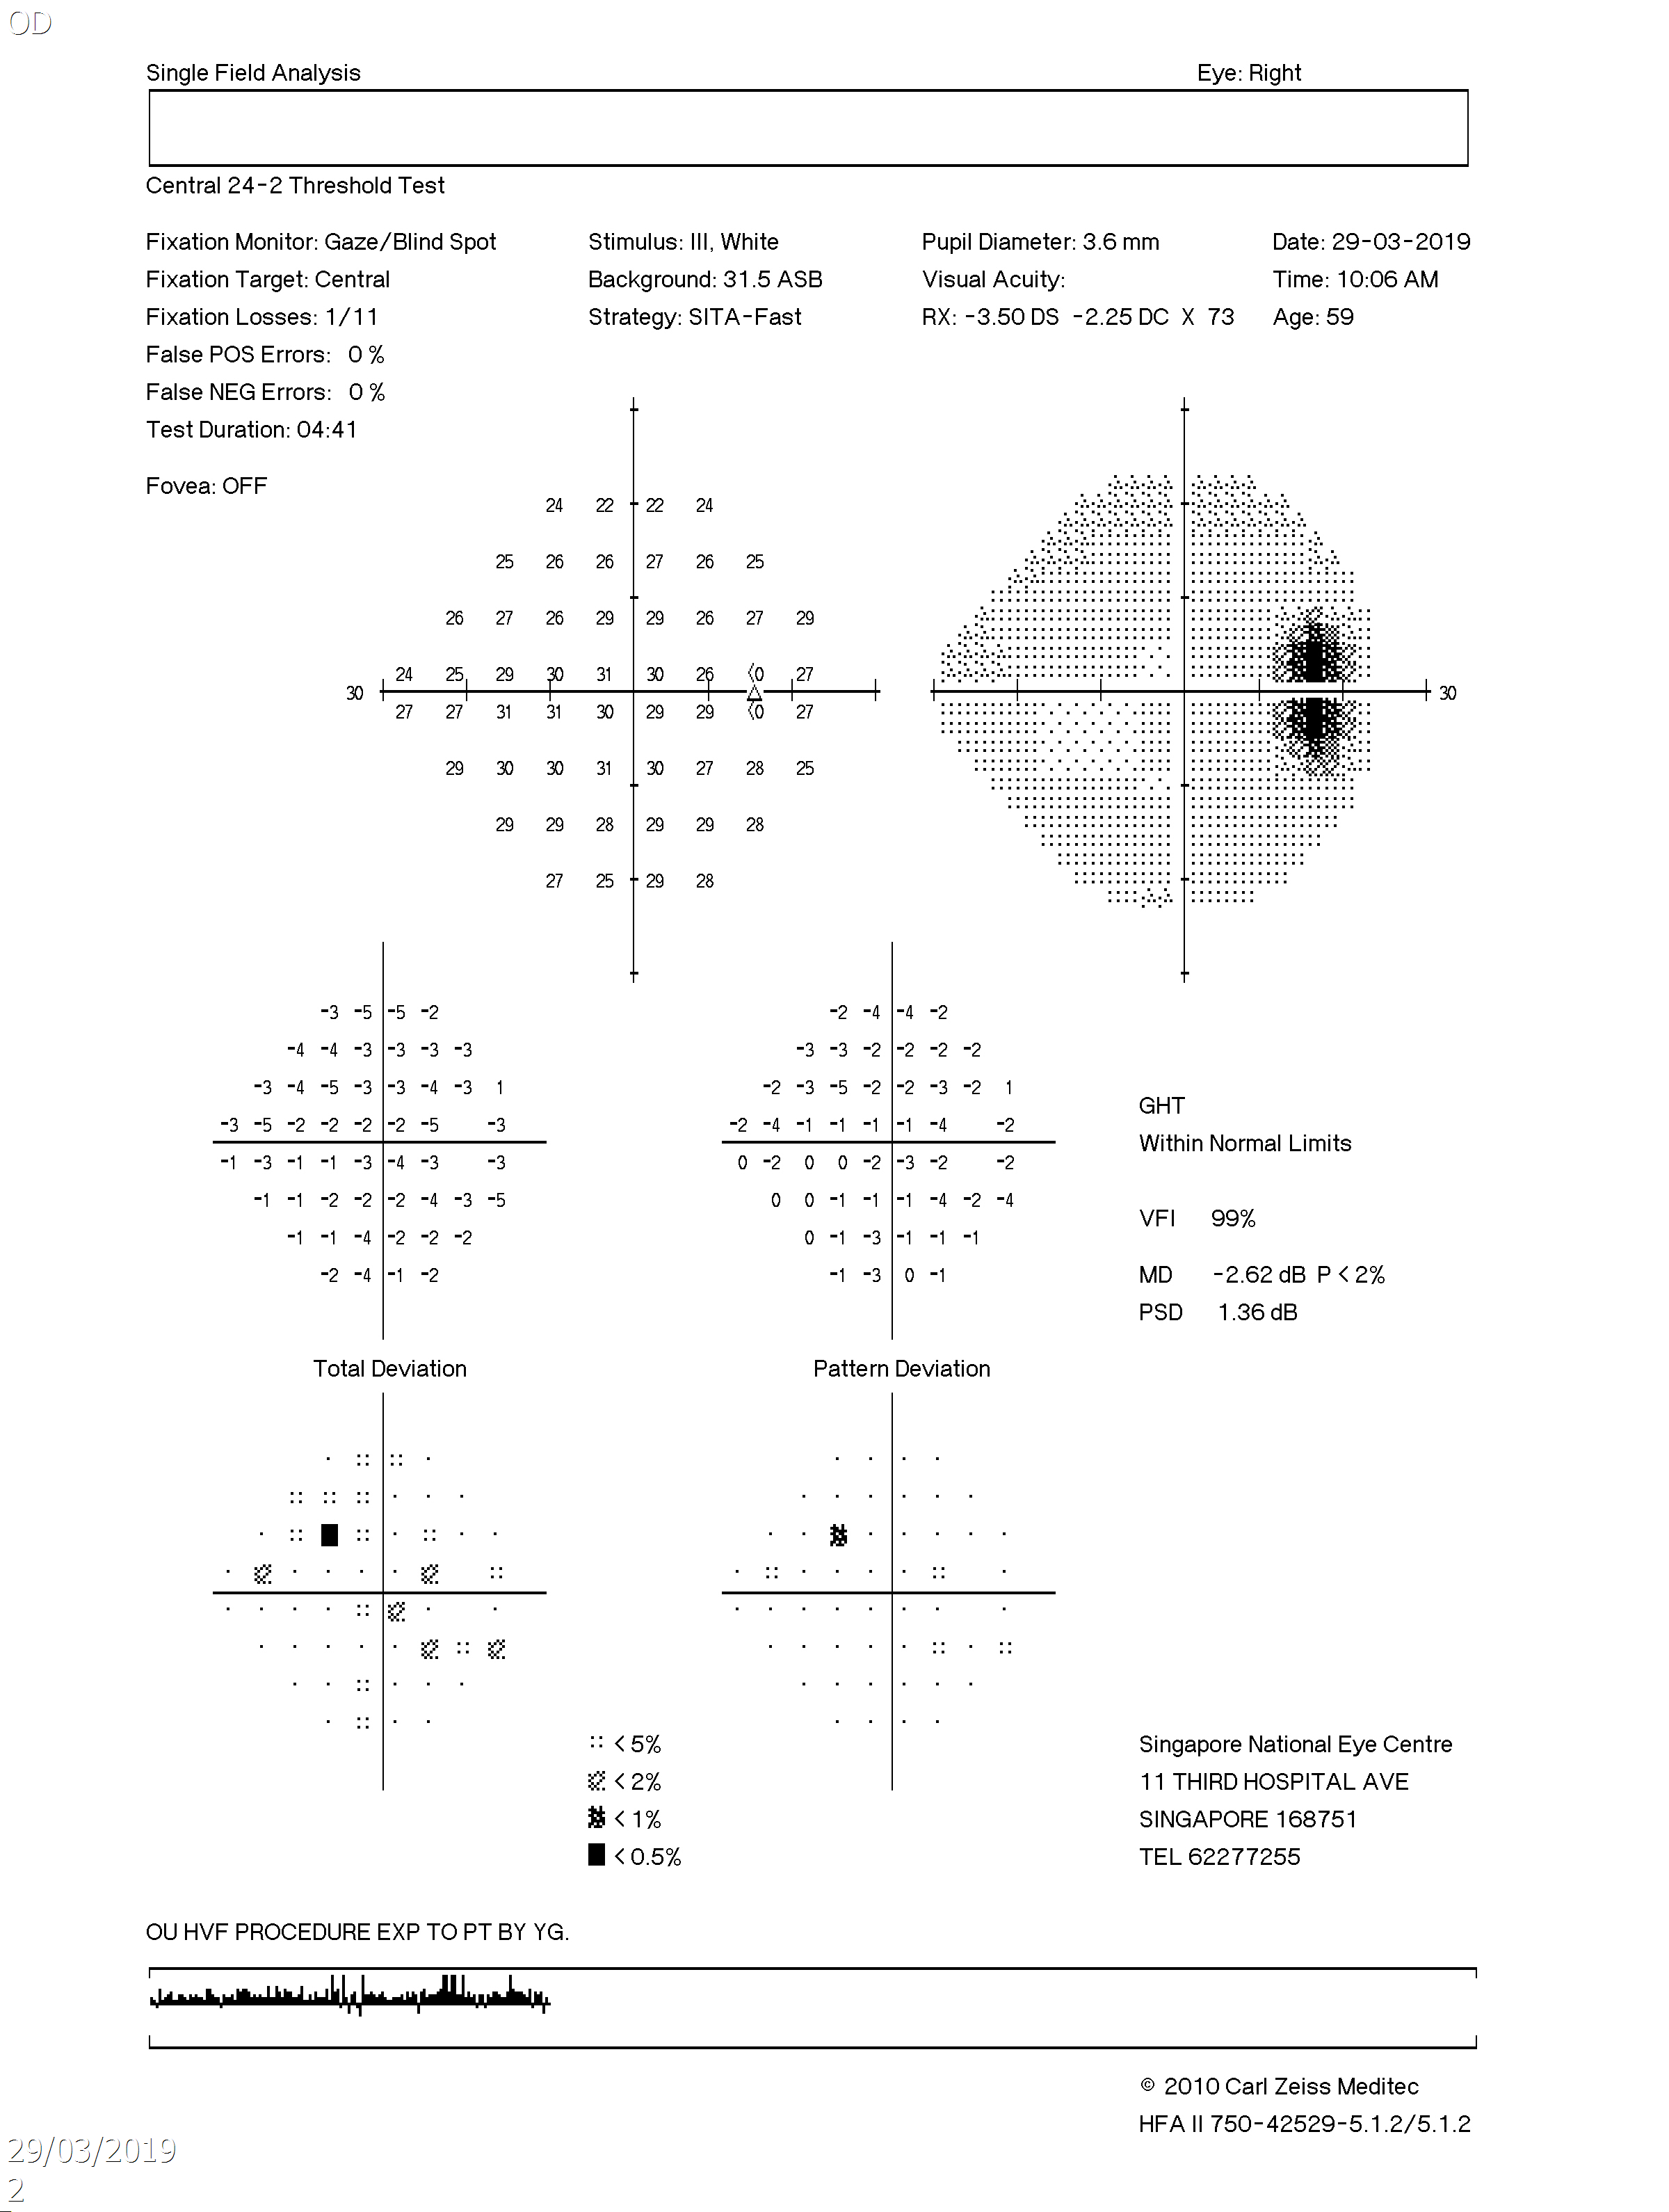 OD
Single Field Analysis Eye: Right
Central 24-2 Threshold Test
Fixation Monitor: Gaze/Blind Spot Stimulus: III, White Pupil Diameter: 3.6 mm Date: 29-03-2019
Fixation Target: Central Background: 31.5 ASB Visual Acuity: Time: 10:06 AM
Fixation Losses: 1/11 Strategy: SITA-Fast RX: -3.50 DS -2.25 DC X 73 Age: 59
False POS Errors: 0 %
False NEG Errors: 0 %
Test Duration: 04:41
Fovea: OFF
24 22 22 24
25 26 26 27 26 25
26 27 26 29 29 26 27 29
24 25 29 30 31 30 26 <0 27
30 30
27 27 31 31 30 29 29 <0 27
29 30 30 31 30 27 28 25
29 29 28 29 29 28
27 25 29 28
-3 -5 -5 -2 -2 -4 -4 -2
-4 -4 -3 -3 -3 -3 -3 -3 -2 -2 -2 -2
-3 -4 -5 -3 -3 -4 -3 1 -2 -3 -5 -2 -2 -3 -2 1
-3 -5 -2 -2 -2 -2 -5 -3 -2 -4 -1 -1 -1 -1 -4 -2
-1 -3 -1 -1 -3 -4 -3 -3 0 -2 0 0 -2 -3 -2 -2
-1 -1 -2 -2 -2 -4 -3 -5 0 0 -1 -1 -1 -4 -2 -4
-1 -1 -4 -2 -2 -2 0 -1 -3 -1 -1 -1
-2 -4 -1 -2 -1 -3 0 -1
GHT
Within Normal Limits
VFI 99%
MD -2.62 dB P < 2%
PSD 1.36 dB
Total Deviation Pattern Deviation
< 5%
< 2%
< 1%
< 0.5%
Singapore National Eye Centre
11 THIRD HOSPITAL AVE
SINGAPORE 168751
TEL 62277255
OU HVF PROCEDURE EXP TO PT BY YG.
© 2010 Carl Zeiss Meditec
HFA II 750-42529-5.1.2/5.1.2
29/03/2019
2